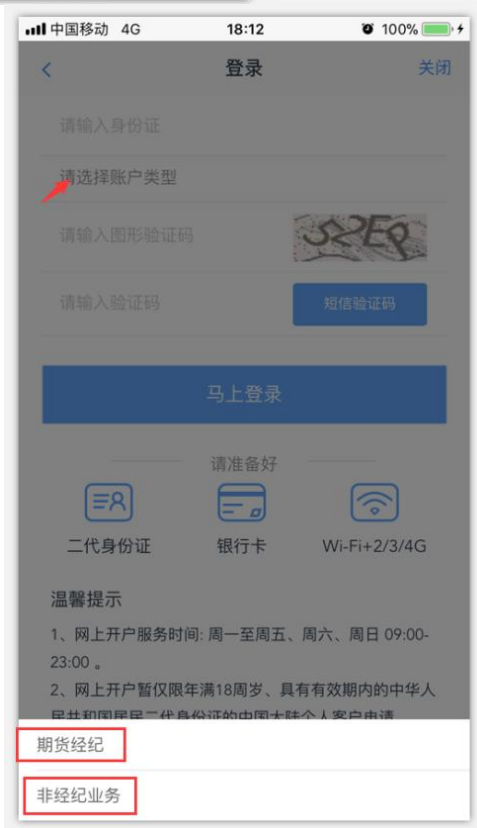 中国移动 4G 18:12 100%
登录 关闭
请输入身份证
请选择账户类型
请输入图形验证码 S2EQ
请输入验证码 短信验证码
马上登录
请准备好
二代身份证 银行卡 Wi-Fi+2/3/4G
温馨提示
1、网上开户服务时间: 周一至周五、周六、周日 09:00-
23:00 。
2、网上开户暂仅限年满18周岁、具有有效期内的中华人
民共和国居民二代身份证的中国大陆个人客户申请
期货经纪
非经纪业务